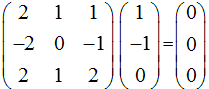 ( 2 1 1 ) ( 1 ) ( 0 )
( −2 0 −1 ) ( −1 ) = ( 0 )
( 2 1 2 ) ( 0 ) ( 0 )